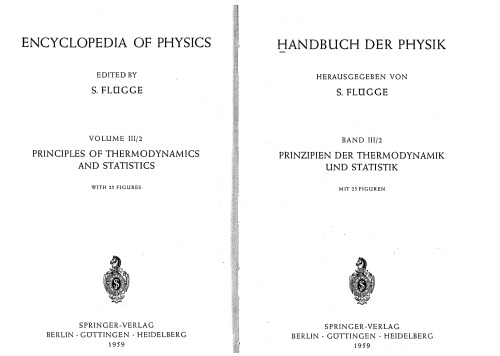 ENCYCLOPEDIA OF PHYSICS
EDITED BY
S. FLÜGGE
VOLUME III/2
PRINCIPLES OF THERMODYNAMICS
AND STATISTICS
WITH 25 FIGURES
SPRINGER-VERLAG
BERLIN · GÖTTINGEN · HEIDELBERG
1959
HANDBUCH DER PHYSIK
HERAUSGEGEBEN VON
S. FLÜGGE
BAND III/2
PRINZIPIEN DER THERMODYNAMIK
UND STATISTIK
MIT 25 FIGUREN
SPRINGER-VERLAG
BERLIN · GÖTTINGEN · HEIDELBERG
1959